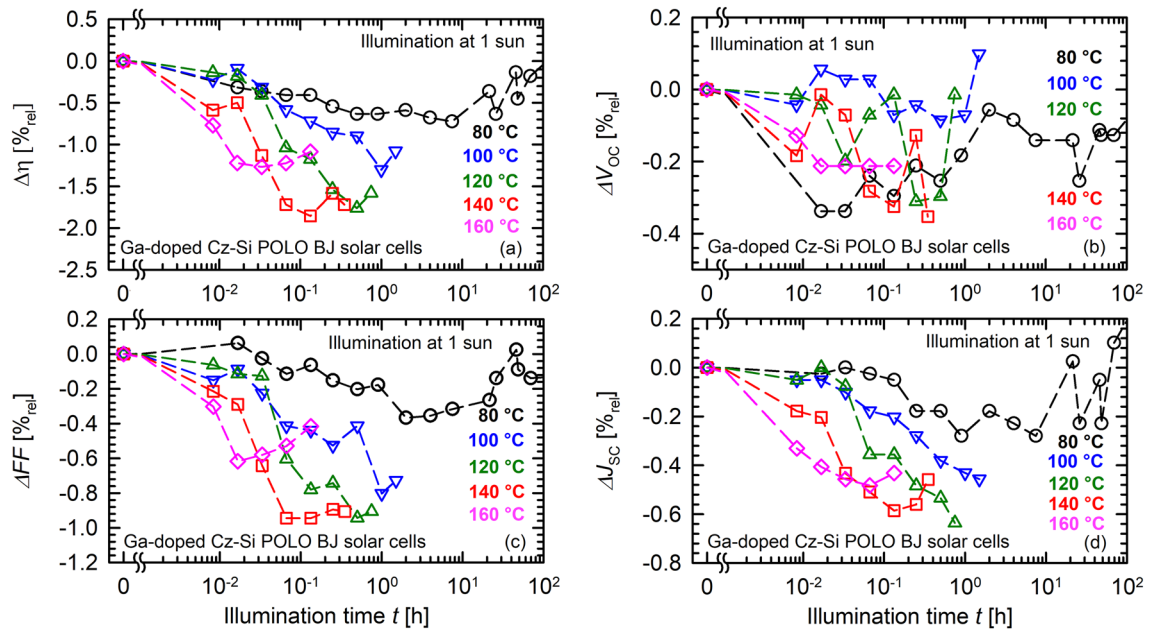 Illumination at 1 sun
0.0
-0.5
-1.0
-1.5
-2.0
-2.5
Δη [%rel]
80 °C
100 °C
120 °C
140 °C
160 °C
Ga-doped Cz-Si POLO BJ solar cells (a)
0 10⁻² 10⁻¹ 10⁰ 10¹ 10²
0.2
0.0
-0.2
-0.4
ΔVOC [%rel]
Illumination at 1 sun
80 °C
100 °C
120 °C
140 °C
160 °C
Ga-doped Cz-Si POLO BJ solar cells (b)
0 10⁻² 10⁻¹ 10⁰ 10¹ 10²
0.2
0.0
-0.2
-0.4
-0.6
-0.8
-1.0
-1.2
ΔFF [%rel]
Illumination at 1 sun
80 °C
100 °C
120 °C
140 °C
160 °C
Ga-doped Cz-Si POLO BJ solar cells (c)
0 10⁻² 10⁻¹ 10⁰ 10¹ 10²
Illumination time t [h]
0.2
0.0
-0.2
-0.4
-0.6
-0.8
ΔJSC [%rel]
Illumination at 1 sun
80 °C
100 °C
120 °C
140 °C
160 °C
Ga-doped Cz-Si POLO BJ solar cells (d)
0 10⁻² 10⁻¹ 10⁰ 10¹ 10²
Illumination time t [h]